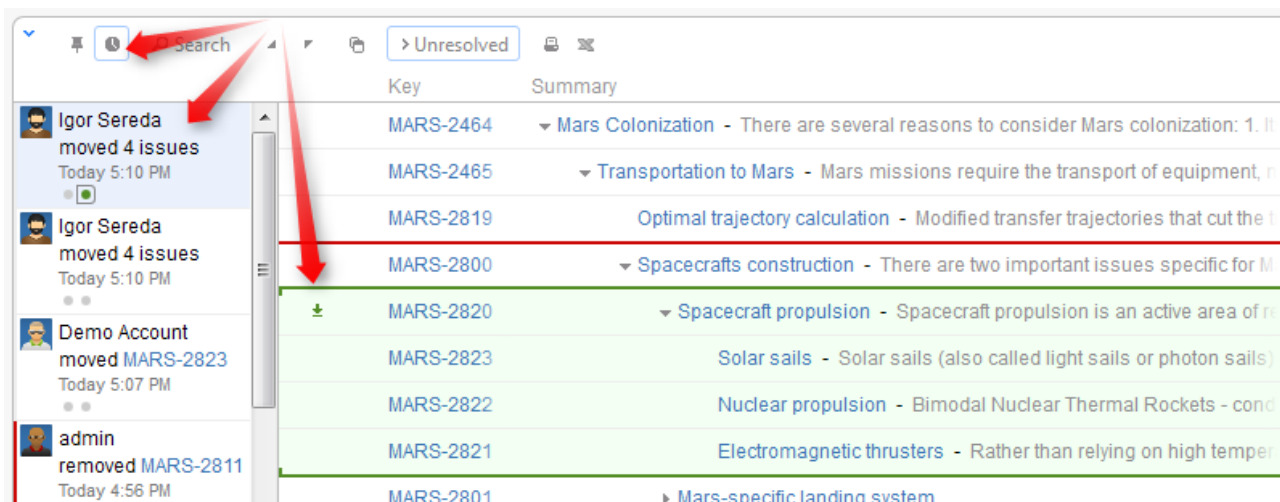 Search
> Unresolved
Key Summary
Igor Sereda
moved 4 issues
Today 5:10 PM
Igor Sereda
moved 4 issues
Today 5:10 PM
Demo Account
moved MARS-2823
Today 5:07 PM
admin
removed MARS-2811
Today 4:56 PM
MARS-2464 Mars Colonization - There are several reasons to consider Mars colonization: 1.
MARS-2465 Transportation to Mars - Mars missions require the transport of equipment,
MARS-2819 Optimal trajectory calculation - Modified transfer trajectories that cut the
MARS-2800 Spacecrafts construction - There are two important issues specific for
MARS-2820 Spacecraft propulsion - Spacecraft propulsion is an active area of
MARS-2823 Solar sails - Solar sails (also called light sails or photon sails)
MARS-2822 Nuclear propulsion - Bimodal Nuclear Thermal Rockets - cond
MARS-2821 Electromagnetic thrusters - Rather than relying on high temper
MARS-2801 Mars-specific landing system